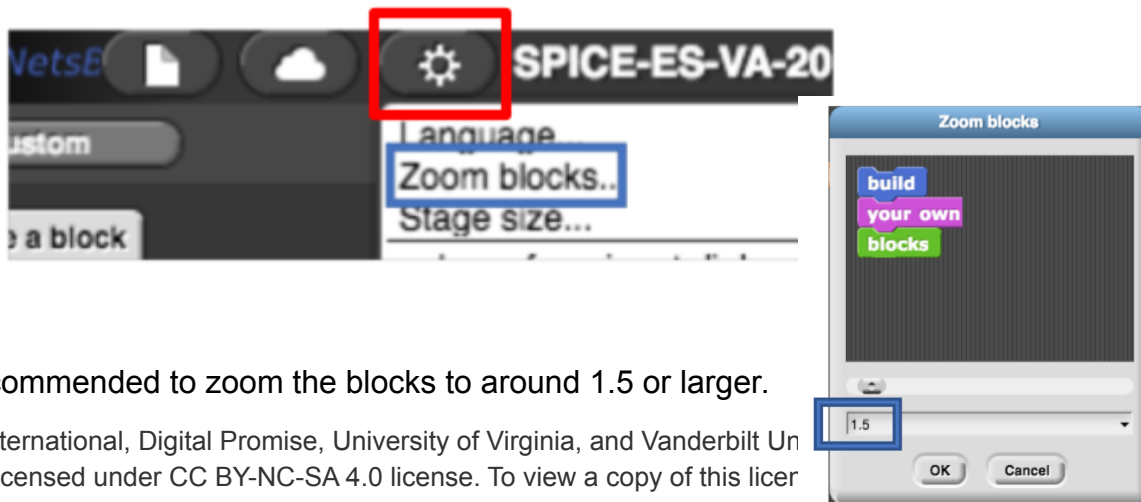 NetsB SPICE-ES-VA-20
ustom
Language...
Zoom blocks..
Stage size...
e a block
Zoom blocks
build
your own
blocks
1.5
OK Cancel
commended to zoom the blocks to around 1.5 or larger.
ternational, Digital Promise, University of Virginia, and Vanderbilt Un
censed under CC BY-NC-SA 4.0 license. To view a copy of this licen